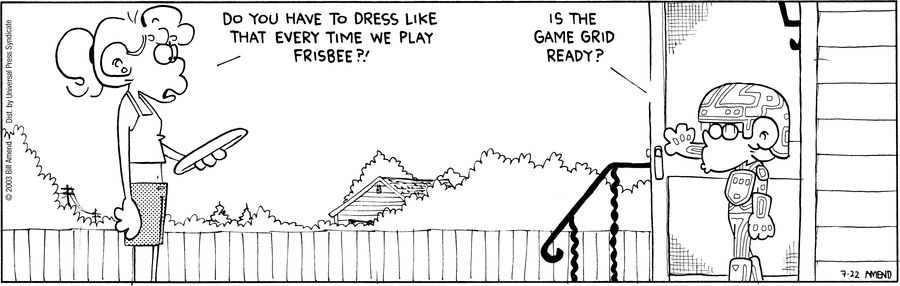 © 2003 Bill Amend Dist. by Universal Press Syndicate
DO YOU HAVE TO DRESS LIKE
THAT EVERY TIME WE PLAY
FRISBEE?!
IS THE
GAME GRID
READY?
7-22 AMEND